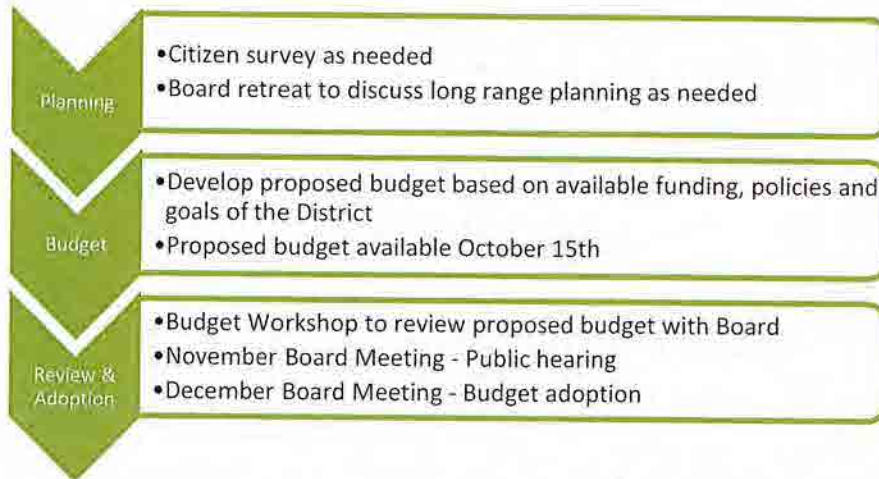 Planning
•Citizen survey as needed
•Board retreat to discuss long range planning as needed
Budget
•Develop proposed budget based on available funding, policies and
goals of the District
•Proposed budget available October 15th
Review &
Adoption
•Budget Workshop to review proposed budget with Board
•November Board Meeting - Public hearing
•December Board Meeting - Budget adoption